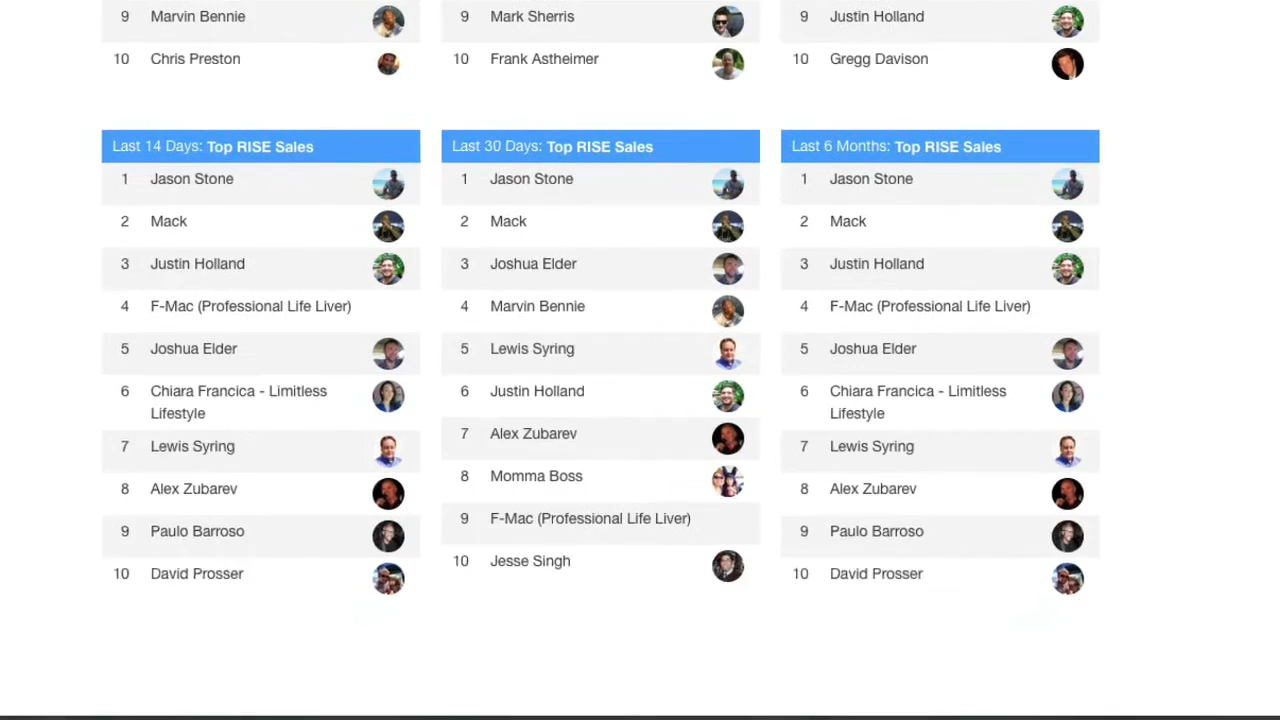 9 Marvin Bennie
10 Chris Preston
9 Mark Sherris
10 Frank Astheimer
9 Justin Holland
10 Gregg Davison
Last 14 Days: Top RISE Sales
1 Jason Stone
2 Mack
3 Justin Holland
4 F-Mac (Professional Life Liver)
5 Joshua Elder
6 Chiara Francica - Limitless
Lifestyle
7 Lewis Syring
8 Alex Zubarev
9 Paulo Barroso
10 David Prosser
Last 30 Days: Top RISE Sales
1 Jason Stone
2 Mack
3 Joshua Elder
4 Marvin Bennie
5 Lewis Syring
6 Justin Holland
7 Alex Zubarev
8 Momma Boss
9 F-Mac (Professional Life Liver)
10 Jesse Singh
Last 6 Months: Top RISE Sales
1 Jason Stone
2 Mack
3 Justin Holland
4 F-Mac (Professional Life Liver)
5 Joshua Elder
6 Chiara Francica - Limitless
Lifestyle
7 Lewis Syring
8 Alex Zubarev
9 Paulo Barroso
10 David Prosser